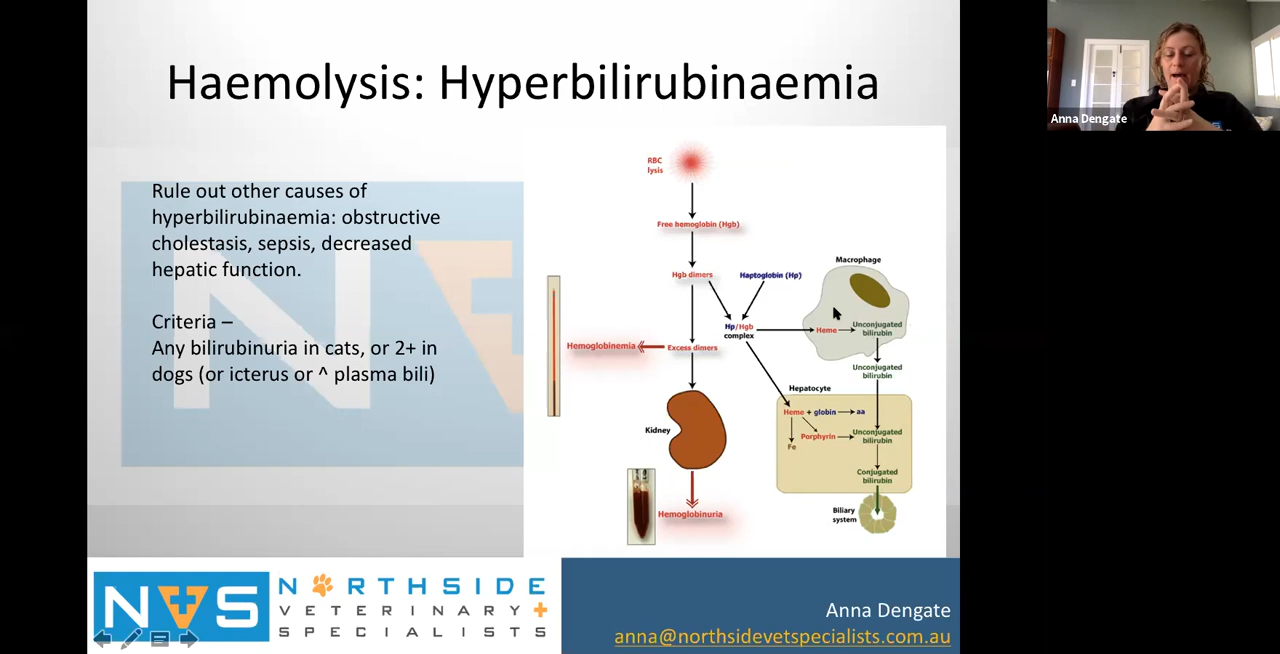 Haemolysis: Hyperbilirubinaemia
Rule out other causes of
hyperbilirubinaemia: obstructive
cholestasis, sepsis, decreased
hepatic function.
Criteria –
Any bilirubinuria in cats, or 2+ in
dogs (or icterus or ^ plasma bili)
RBC
lysis
Free hemoglobin (Hgb)
Hgb dimers
Haptoglobin (Hp)
Macrophage
Hp/Hgb
complex
Heme
Unconjugated
bilirubin
Hemoglobinemia
Excess dimers
Unconjugated
bilirubin
Hepatocyte
Heme + globin
aa
Kidney
Porphyrin
Unconjugated
bilirubin
Fe
Conjugated
bilirubin
Biliary
system
Hemoglobinuria
NVS
NORTHSIDE
VETERINARY
SPECIALISTS
Anna Dengate
anna@northsidevetspecialists.com.au
Anna Dengate